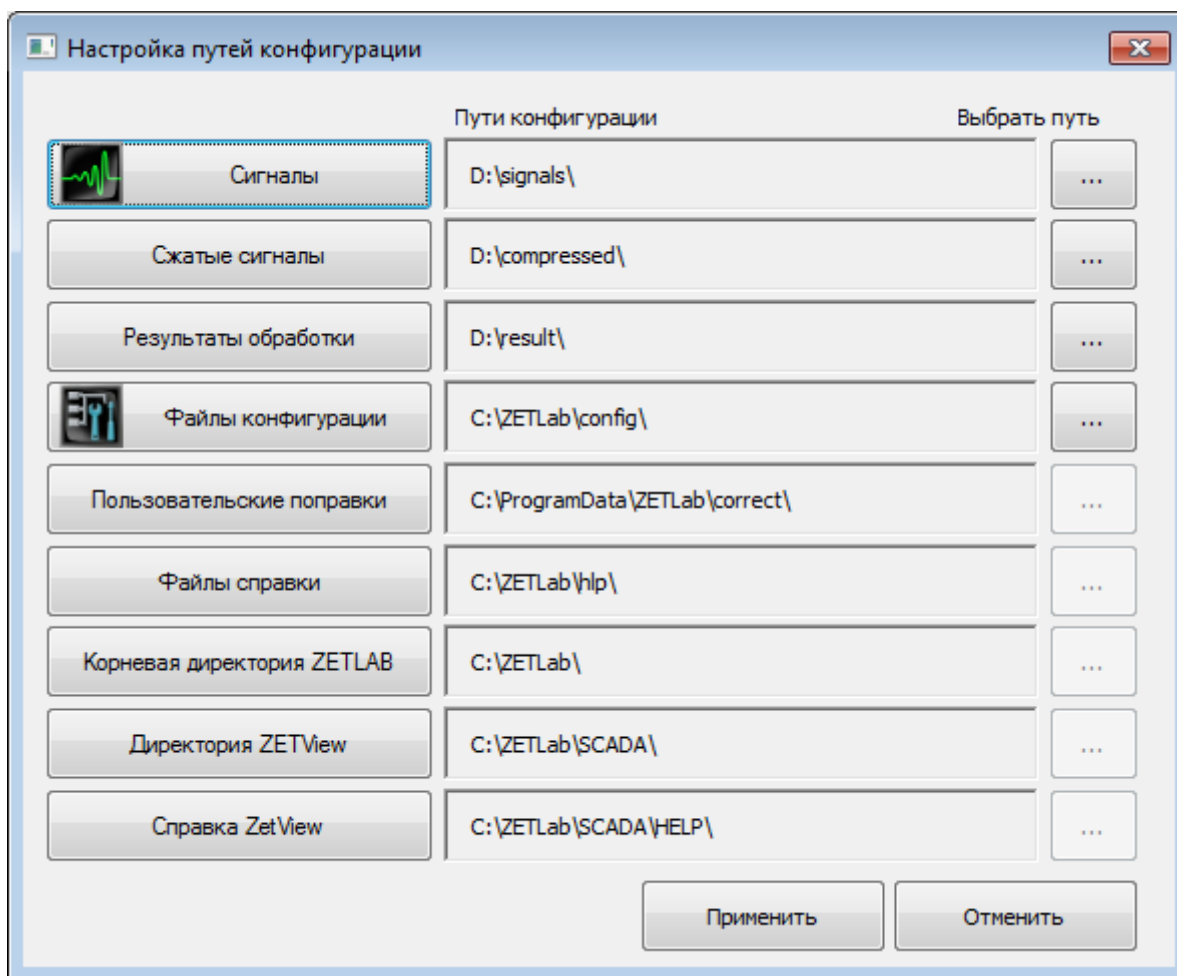 Настройка путей конфигурации
Пути конфигурации Выбрать путь
Сигналы D:\signals\ ...
Сжатые сигналы D:\compressed\ ...
Результаты обработки D:\result\ ...
Файлы конфигурации C:\ZETLab\config\ ...
Пользовательские поправки C:\ProgramData\ZETLab\correct\ ...
Файлы справки C:\ZETLab\hlp\ ...
Корневая директория ZETLAB C:\ZETLab\ ...
Директория ZETView C:\ZETLab\SCADA\ ...
Справка ZetView C:\ZETLab\SCADA\HELP\ ...
Применить Отменить